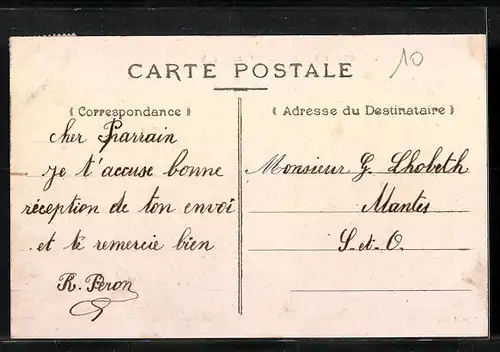 10
CARTE POSTALE
(Correspondance)
cher Parrain
Je t'accuse bonne
réception de ton envoi
et te remercie bien
R. Peron
(Adresse du Destinataire)
Monsieur G. Lhobeth
Mantes
S-et-O.